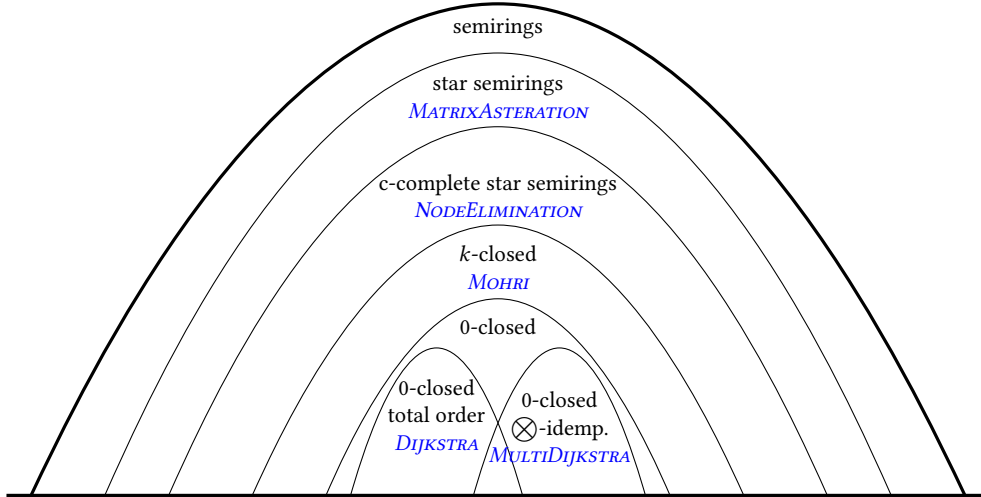 semirings
star semirings
MATRIXASTERATION
c-complete star semirings
NODEELIMINATION
k-closed
MOHRI
0-closed
0-closed
total order
DIJKSTRA
0-closed
⊗-idemp.
MULTIDIJKSTRA